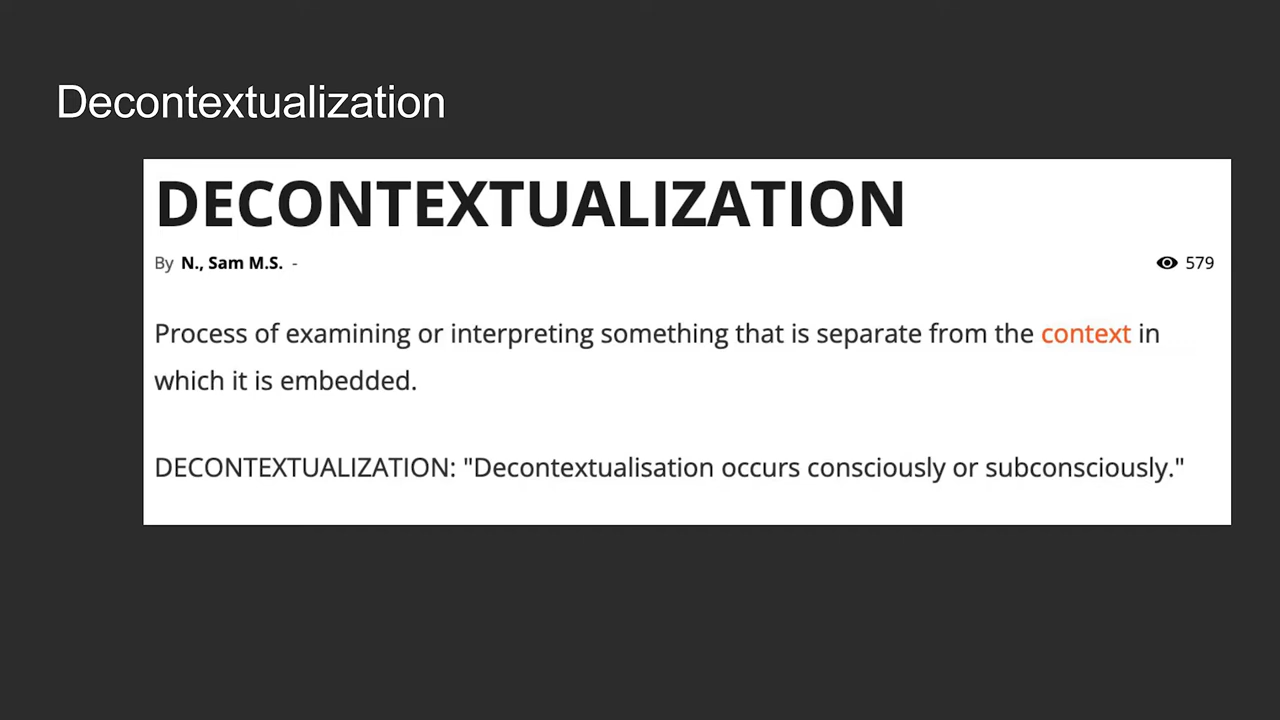 Decontextualization
DECONTEXTUALIZATION
By N., Sam M.S. -
579
Process of examining or interpreting something that is separate from the context in
which it is embedded.
DECONTEXTUALIZATION: "Decontextualisation occurs consciously or subconsciously."